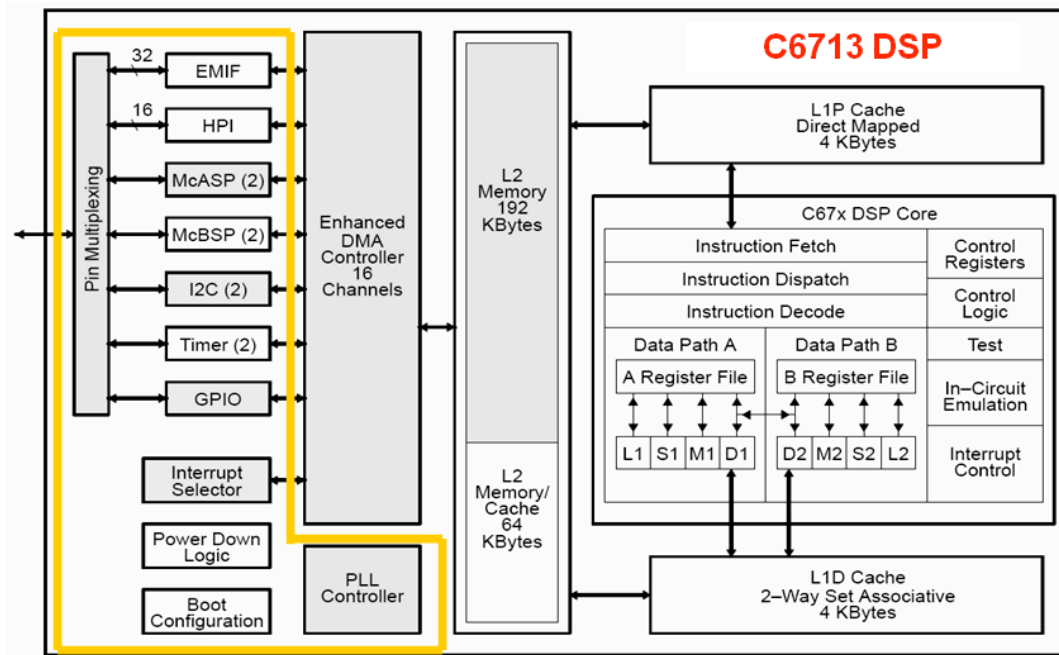 C6713 DSP
32
EMIF
16
HPI
McASP (2)
McBSP (2)
I2C (2)
Timer (2)
GPIO
Pin Multiplexing
Interrupt
Selector
Power Down
Logic
Boot
Configuration
Enhanced
DMA
Controller
16
Channels
PLL
Controller
L2
Memory
192
KBytes
L2
Memory/
Cache
64
KBytes
L1P Cache
Direct Mapped
4 KBytes
C67x DSP Core
Instruction Fetch
Instruction Dispatch
Instruction Decode
Control
Registers
Control
Logic
Test
In–Circuit
Emulation
Interrupt
Control
Data Path A
A Register File
L1 S1 M1 D1
Data Path B
B Register File
D2 M2 S2 L2
L1D Cache
2–Way Set Associative
4 KBytes